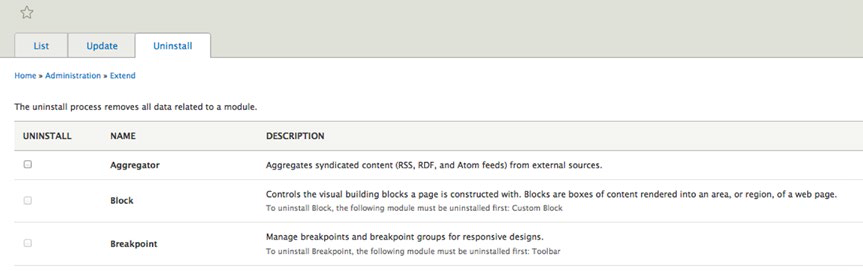 List Update Uninstall
Home » Administration » Extend
The uninstall process removes all data related to a module.
UNINSTALL NAME DESCRIPTION
Aggregator Aggregates syndicated content (RSS, RDF, and Atom feeds) from external sources.
Block Controls the visual building blocks a page is constructed with. Blocks are boxes of content rendered into an area, or region, of a web page.
To uninstall Block, the following module must be uninstalled first: Custom Block
Breakpoint Manage breakpoints and breakpoint groups for responsive designs.
To uninstall Breakpoint, the following module must be uninstalled first: Toolbar